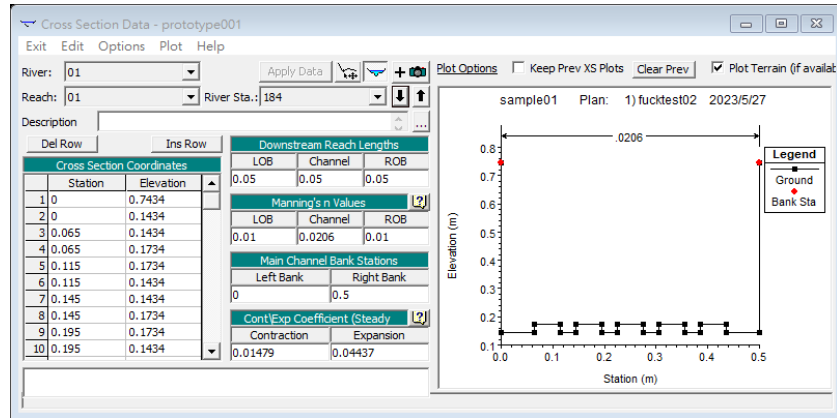 Cross Section Data - prototype001
Exit Edit Options Plot Help
River: 01 Apply Data Plot Options Keep Prev XS Plots Clear Prev Plot Terrain (if availab
Reach: 01 River Sta.: 184
Description ...
Del Row Ins Row
Cross Section Coordinates
Station Elevation
1 0 0.7434
2 0 0.1434
3 0.065 0.1434
4 0.065 0.1734
5 0.115 0.1734
6 0.115 0.1434
7 0.145 0.1434
8 0.145 0.1734
9 0.195 0.1734
10 0.195 0.1434
Downstream Reach Lengths
LOB Channel ROB
0.05 0.05 0.05
Manning's n Values
LOB Channel ROB
0.01 0.0206 0.01
Main Channel Bank Stations
Left Bank Right Bank
0 0.5
Cont\Exp Coefficient (Steady
Contraction Expansion
0.01479 0.04437
sample01 Plan: 1) fucktest02 2023/5/27
.0206
0.8
0.7
0.6
0.5
0.4
0.3
0.2
0.1
Elevation (m)
0.0 0.1 0.2 0.3 0.4 0.5
Station (m)
Legend
Ground
Bank Sta